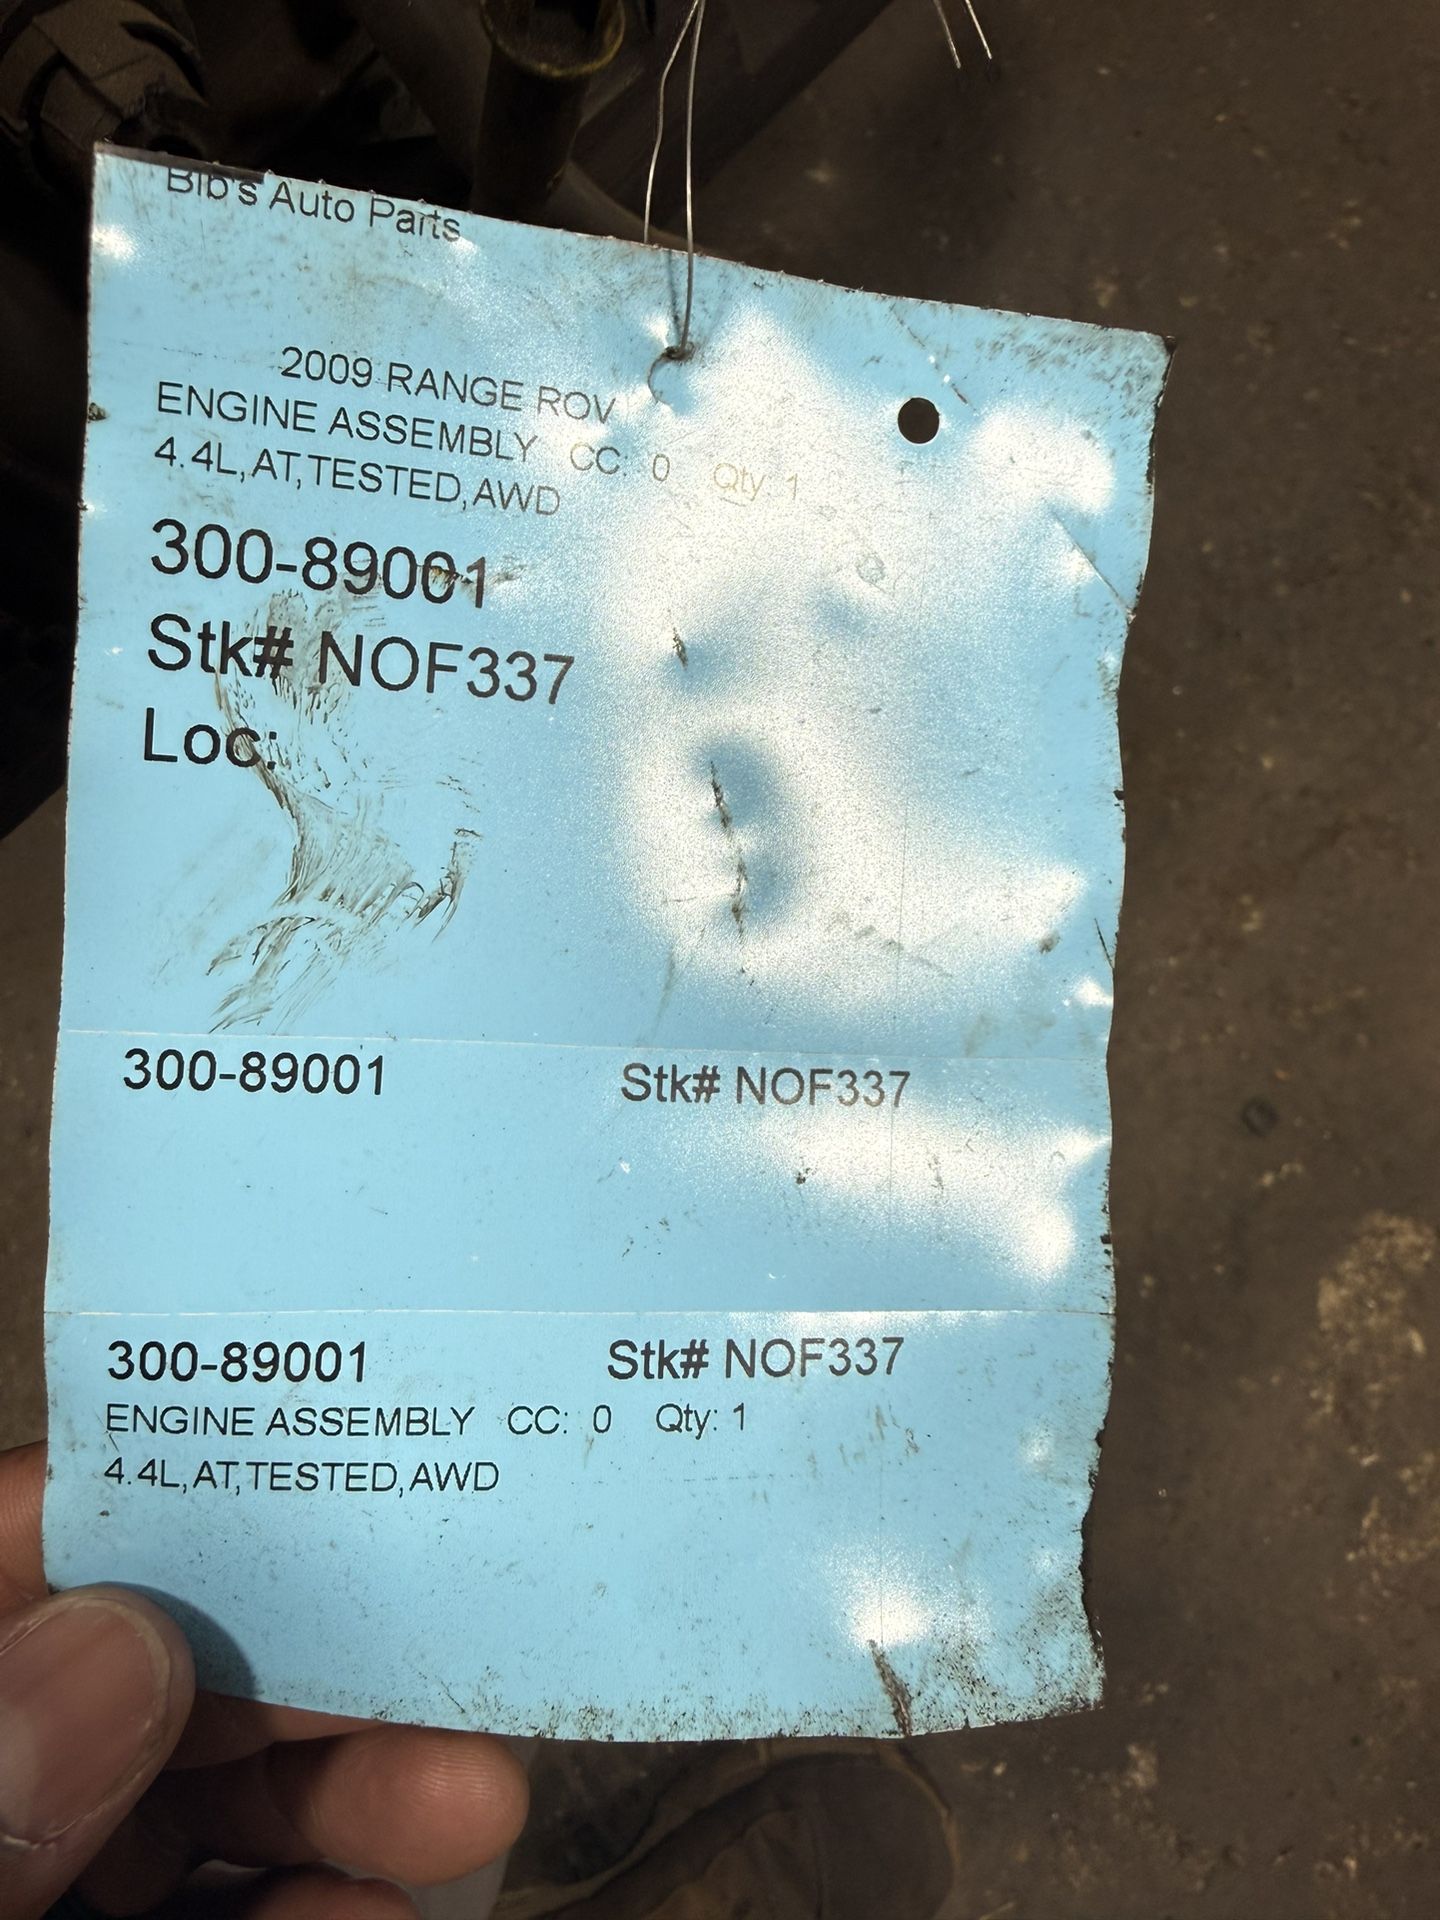 Bib's Auto Parts
2009 RANGE ROV
ENGINE ASSEMBLY CC: 0 Qty: 1
4.4L,AT,TESTED,AWD
300-89001
Stk# NOF337
Loc:
300-89001 Stk# NOF337
300-89001 Stk# NOF337
ENGINE ASSEMBLY CC: 0 Qty: 1
4.4L,AT,TESTED,AWD